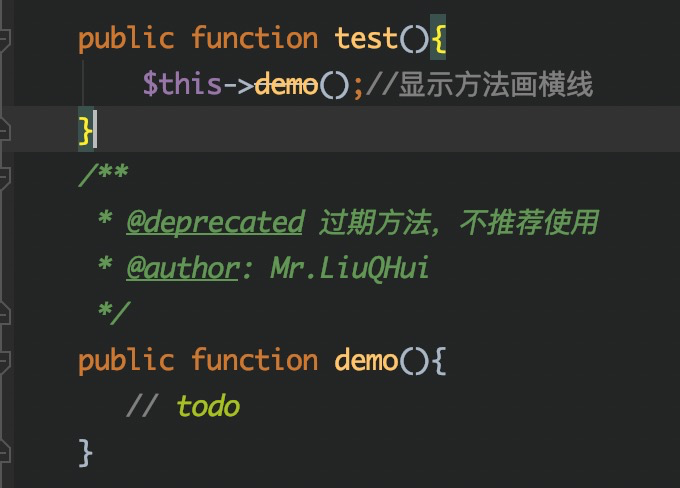 public function test(){
$this->demo();//显示方法画横线
}
/**
* @deprecated 过期方法，不推荐使用
* @author: Mr.LiuQHui
*/
public function demo(){
// todo
}